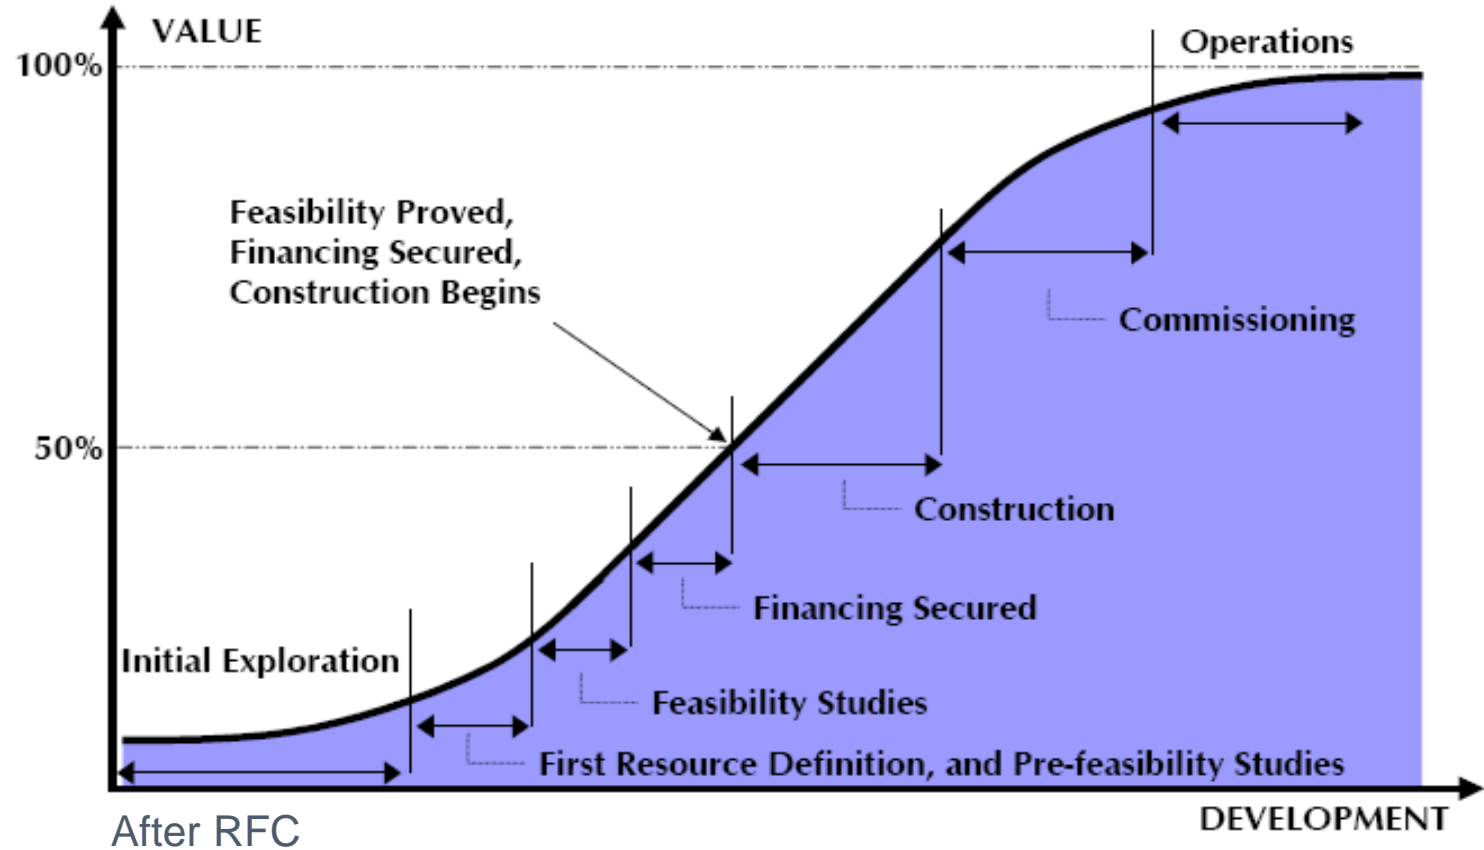 VALUE
Operations
100%
Feasibility Proved,
Financing Secured,
Construction Begins
Commissioning
50%
Construction
Financing Secured
Initial Exploration
Feasibility Studies
First Resource Definition, and Pre-feasibility Studies
DEVELOPMENT
After RFC